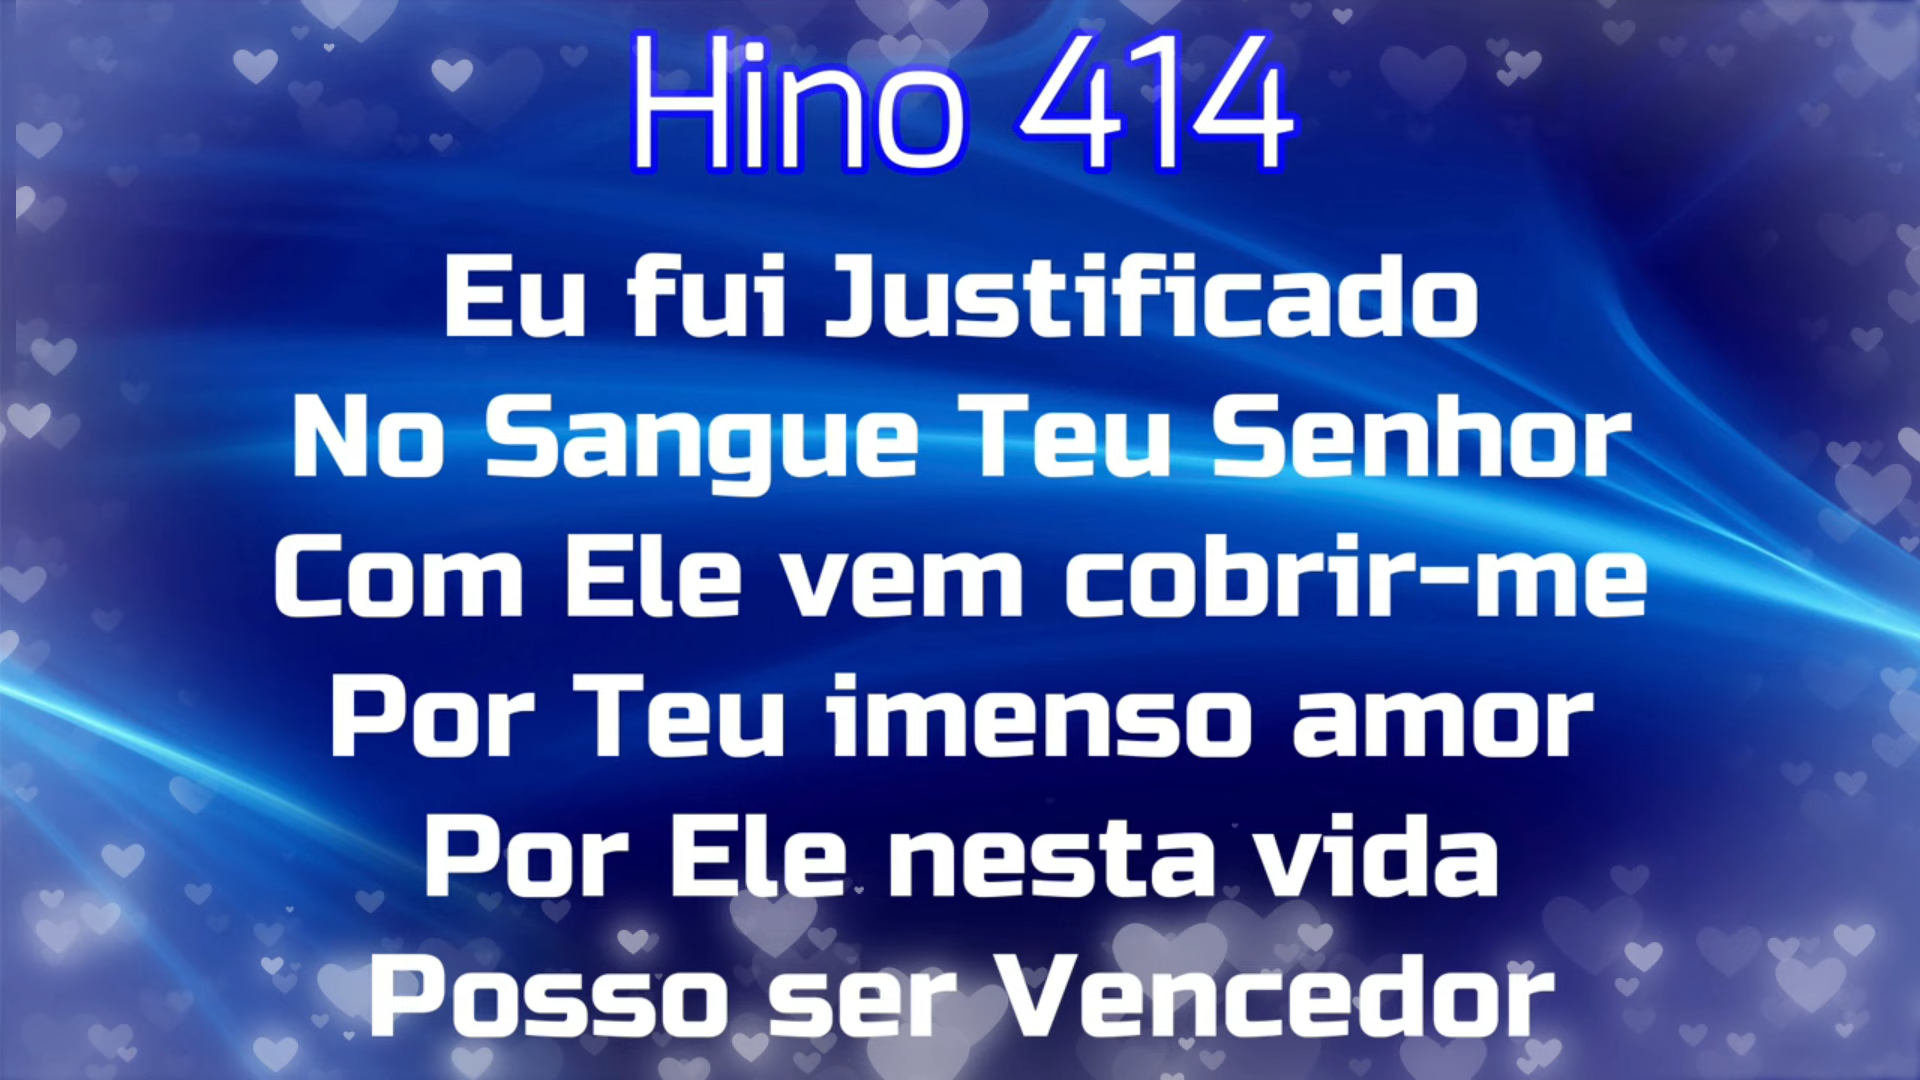 Hino 414
Eu fui Justificado
No Sangue Teu Senhor
Com Ele vem cobrir-me
Por Teu imenso amor
Por Ele nesta vida
Posso ser Vencedor